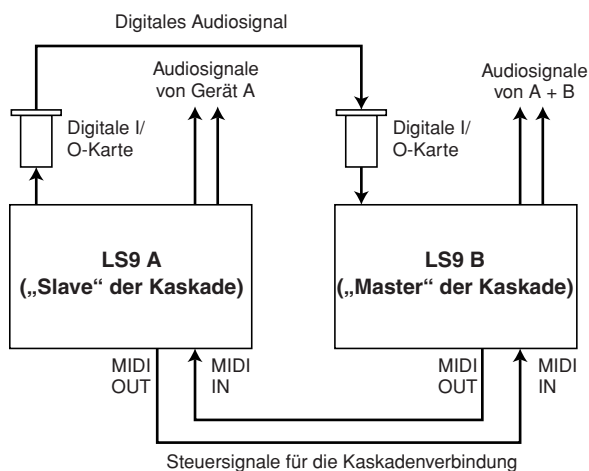 Digitales Audiosignal
Audiosignale
von Gerät A
Audiosignale
von A + B
Digitale I/
O-Karte
Digitale I/
O-Karte
LS9 A
(„Slave“ der Kaskade)
LS9 B
(„Master“ der Kaskade)
MIDI
OUT
MIDI
IN
MIDI
OUT
MIDI
IN
Steuersignale für die Kaskadenverbindung